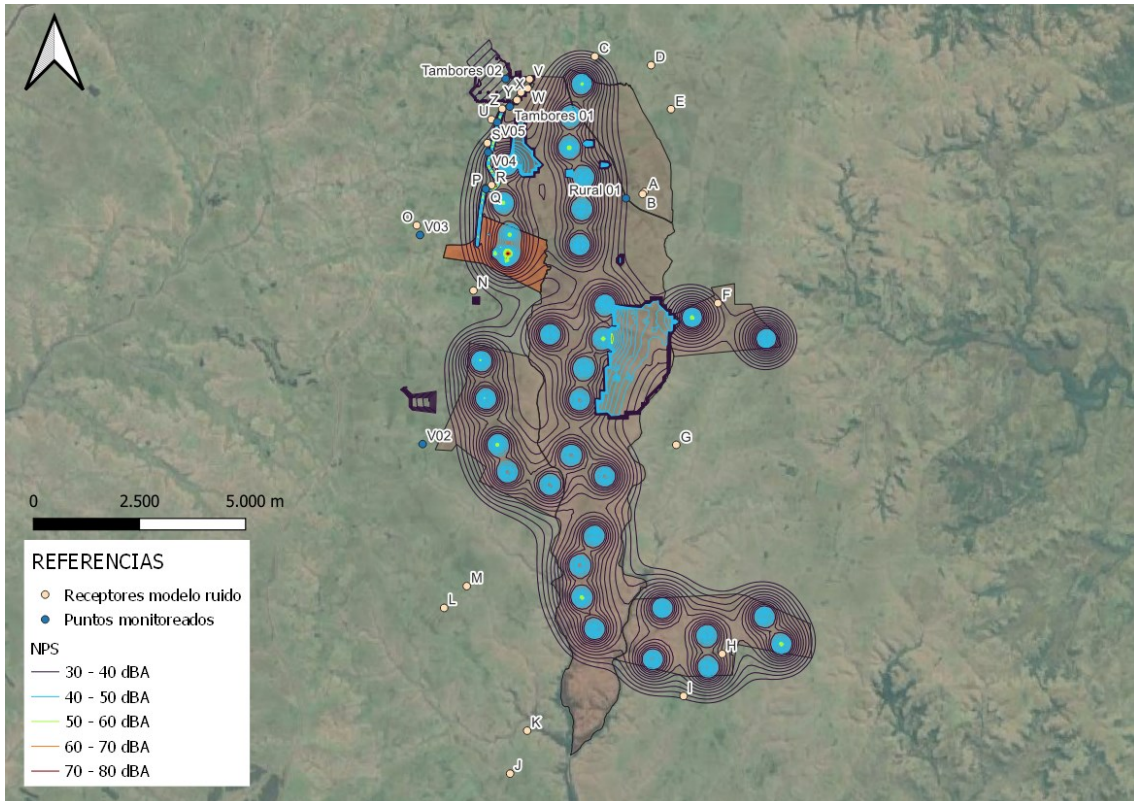 C
D
Tambores 02
V
X
Y
W
E
Z
Tambores 01
U
V05
S
V04
R
P
Rural 01
A
B
Q
O
V03
N
F
V02
G
0 2.500 5.000 m
REFERENCIAS
Receptores modelo ruido
Puntos monitoreados
NPS
30 - 40 dBA
40 - 50 dBA
50 - 60 dBA
60 - 70 dBA
70 - 80 dBA
M
L
H
I
K
J